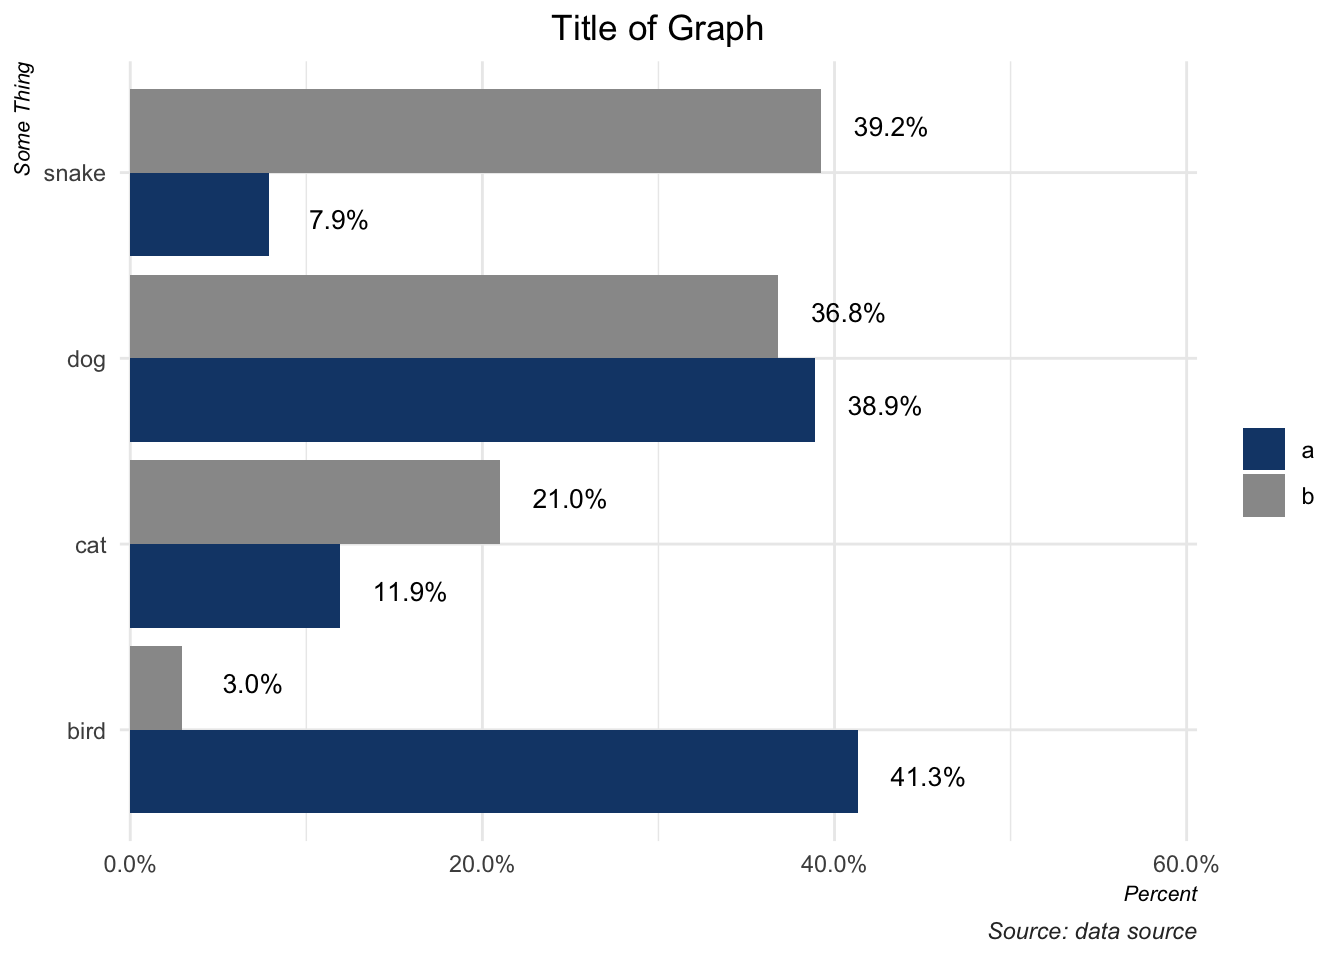 Title of Graph
Some Thing
snake
39.2%
7.9%
dog
36.8%
38.9%
cat
21.0%
11.9%
bird
3.0%
41.3%
a
b
0.0% 20.0% 40.0% 60.0%
Percent
Source: data source